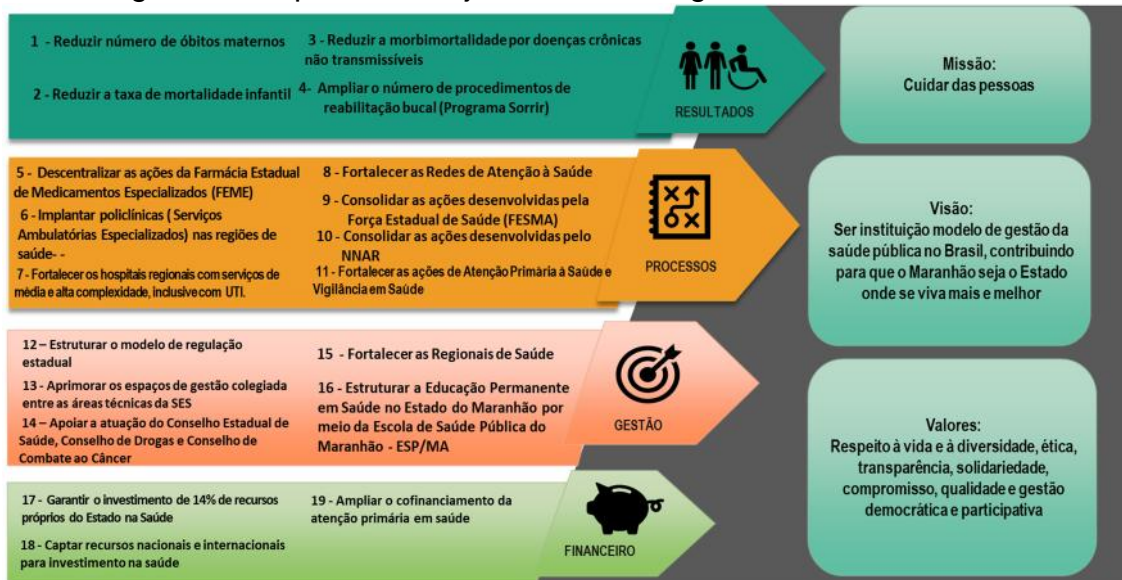 1 - Reduzir número de óbitos maternos
2 - Reduzir a taxa de mortalidade infantil
3 - Reduzir a morbimortalidade por doenças crônicas
não transmissíveis
4- Ampliar o número de procedimentos de
reabilitação bucal (Programa Sorrir)
RESULTADOS
5 - Descentralizar as ações da Farmácia Estadual
de Medicamentos Especializados (FEME)
6 - Implantar policlínicas ( Serviços
Ambulatórias Especializados) nas regiões de
saúde- -
7 - Fortalecer os hospitais regionais com serviços de
média e alta complexidade, inclusive com UTI.
8 - Fortalecer as Redes de Atenção à Saúde
9 - Consolidar as ações desenvolvidas pela
Força Estadual de Saúde (FESMA)
10 - Consolidar as ações desenvolvidas pelo
NNAR
11 - Fortalecer as ações de Atenção Primária à Saúde e
Vigilância em Saúde
PROCESSOS
12 – Estruturar o modelo de regulação
estadual
13 - Aprimorar os espaços de gestão colegiada
entre as áreas técnicas da SES
14 – Apoiar a atuação do Conselho Estadual de
Saúde, Conselho de Drogas e Conselho de
Combate ao Câncer
15 - Fortalecer as Regionais de Saúde
16 - Estruturar a Educação Permanente
em Saúde no Estado do Maranhão por
meio da Escola de Saúde Pública do
Maranhão - ESP/MA
GESTÃO
17 - Garantir o investimento de 14% de recursos
próprios do Estado na Saúde
18 - Captar recursos nacionais e internacionais
para investimento na saúde
19 - Ampliar o cofinanciamento da
atenção primária em saúde
FINANCEIRO
Missão:
Cuidar das pessoas
Visão:
Ser instituição modelo de gestão da
saúde pública no Brasil, contribuindo
para que o Maranhão seja o Estado
onde se viva mais e melhor
Valores:
Respeito à vida e à diversidade, ética,
transparência, solidariedade,
compromisso, qualidade e gestão
democrática e participativa